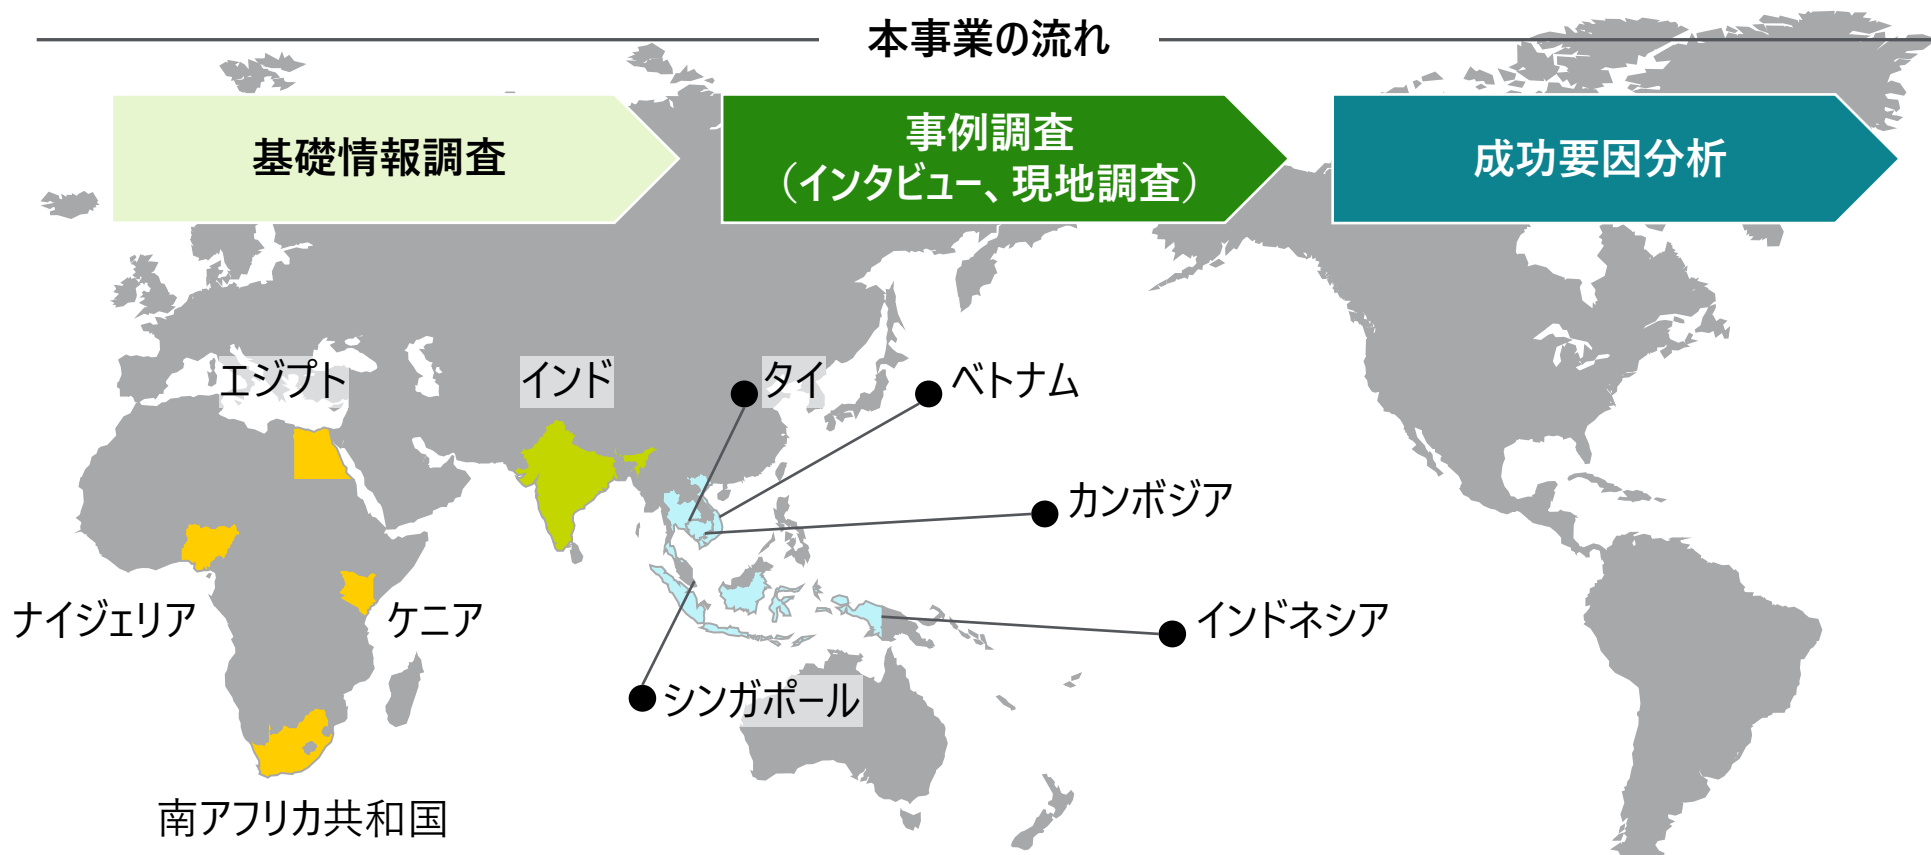 本事業の流れ
基礎情報調査
事例調査
（インタビュー、現地調査）
成功要因分析
エジプト
インド
タイ
ベトナム
カンボジア
ナイジェリア
ケニア
インドネシア
シンガポール
南アフリカ共和国